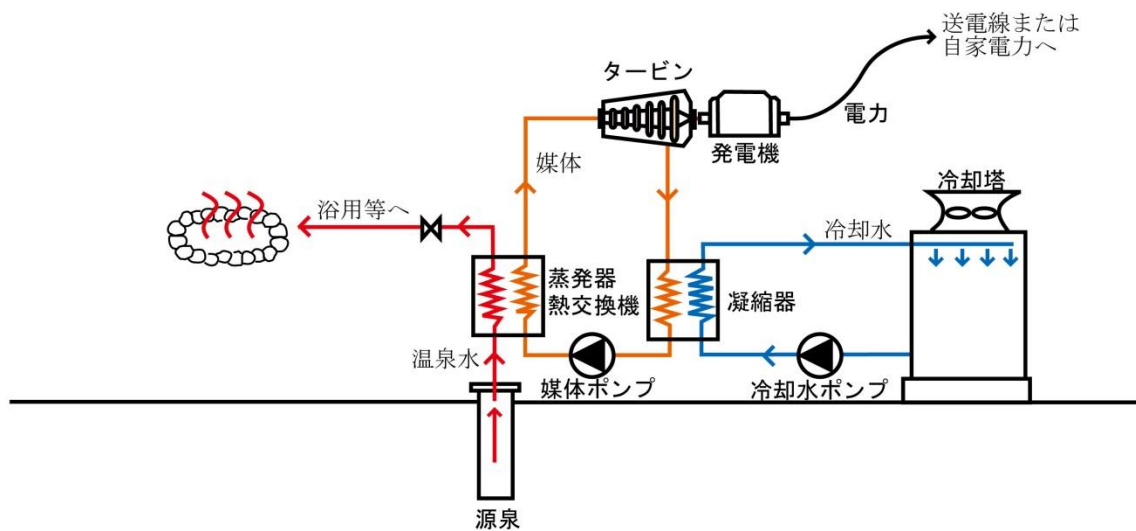 送電線または
自家電力へ
タービン
電力
発電機
媒体
冷却塔
浴用等へ
冷却水
蒸発器
熱交換機
凝縮器
温泉水
媒体ポンプ
冷却水ポンプ
源泉